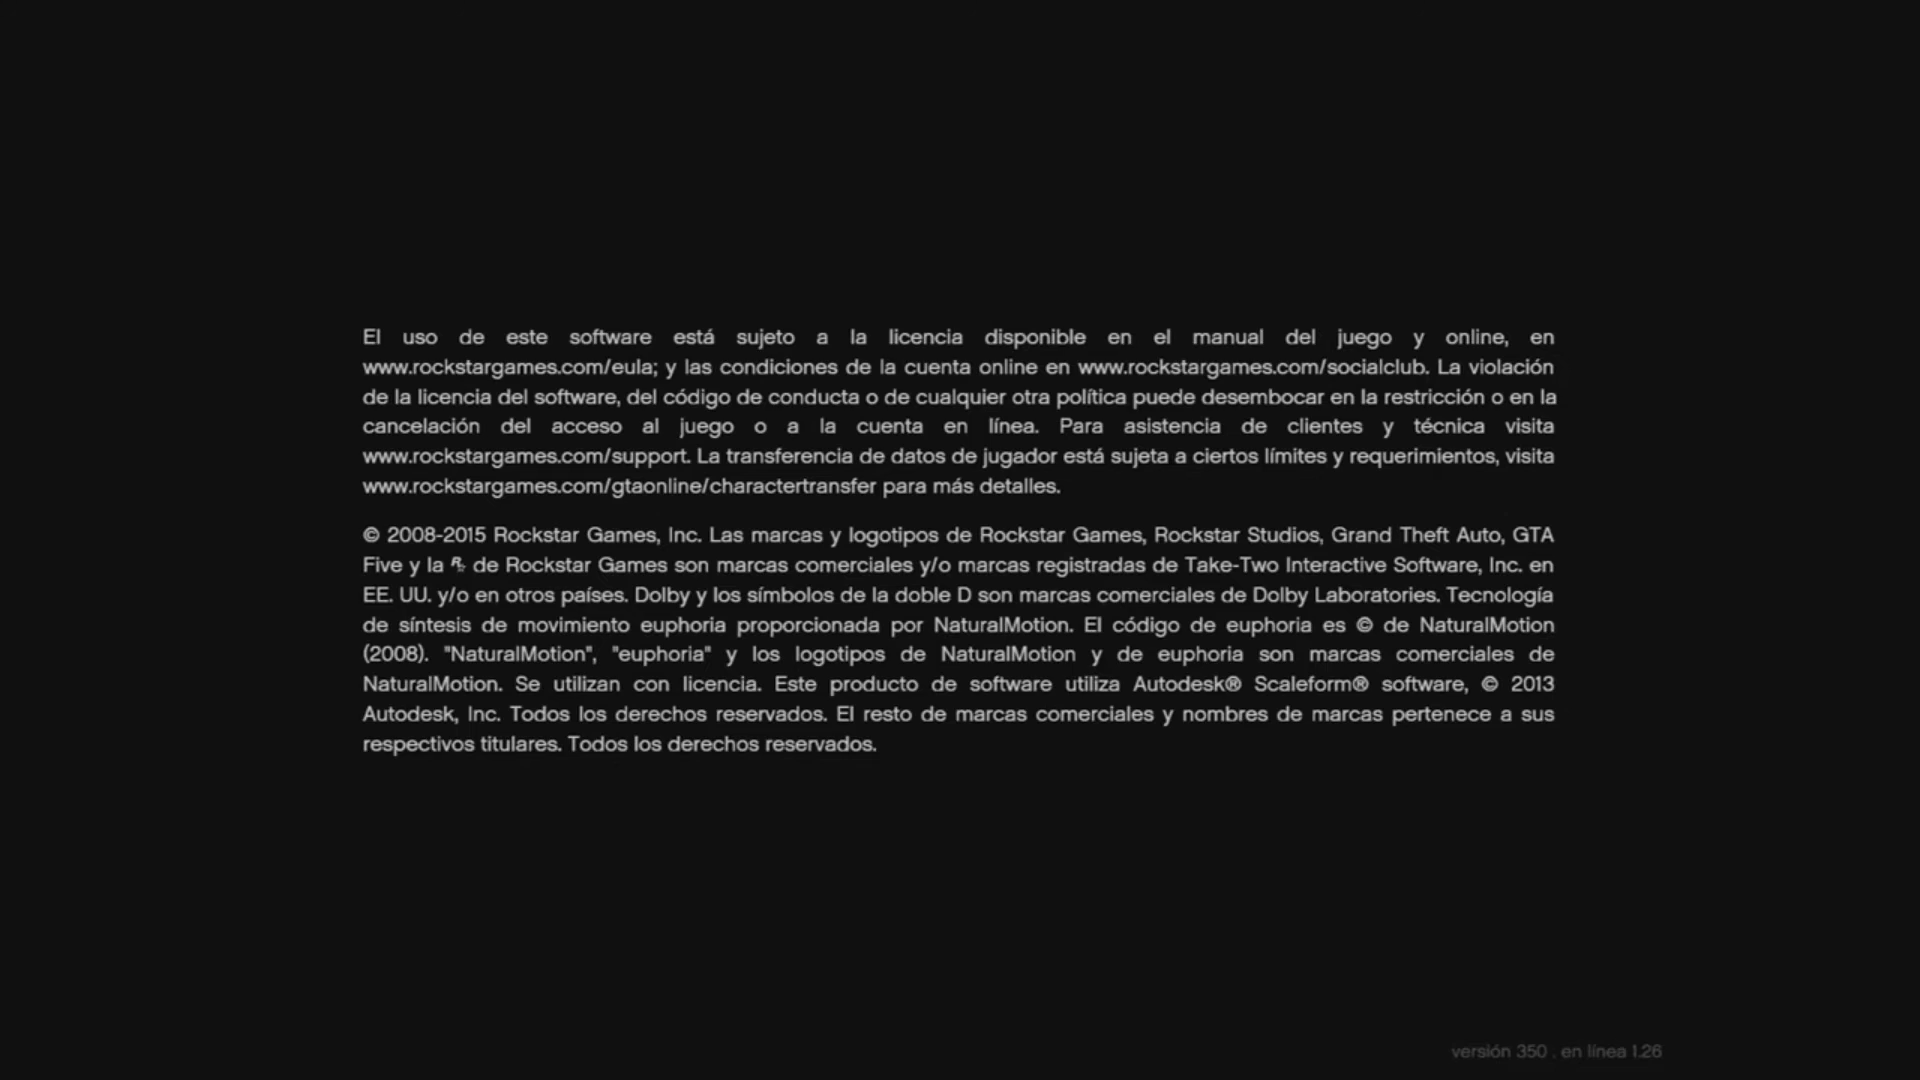 El uso de este software está sujeto a la licencia disponible en el manual del juego y online, en
www.rockstargames.com/eula; y las condiciones de la cuenta online en www.rockstargames.com/socialclub. La violación
de la licencia del software, del código de conducta o de cualquier otra política puede desembocar en la restricción o en la
cancelación del acceso al juego o a la cuenta en línea. Para asistencia de clientes y técnica visita
www.rockstargames.com/support. La transferencia de datos de jugador está sujeta a ciertos límites y requerimientos, visita
www.rockstargames.com/gtaonline/charactertransfer para más detalles.
© 2008-2015 Rockstar Games, Inc. Las marcas y logotipos de Rockstar Games, Rockstar Studios, Grand Theft Auto, GTA
Five y la R* de Rockstar Games son marcas comerciales y/o marcas registradas de Take-Two Interactive Software, Inc. en
EE. UU. y/o en otros países. Dolby y los símbolos de la doble D son marcas comerciales de Dolby Laboratories. Tecnología
de síntesis de movimiento euphoria proporcionada por NaturalMotion. El código de euphoria es © de NaturalMotion
(2008). "NaturalMotion", "euphoria" y los logotipos de NaturalMotion y de euphoria son marcas comerciales de
NaturalMotion. Se utilizan con licencia. Este producto de software utiliza Autodesk® Scaleform® software, © 2013
Autodesk, Inc. Todos los derechos reservados. El resto de marcas comerciales y nombres de marcas pertenece a sus
respectivos titulares. Todos los derechos reservados.
versión 350 . en línea 1.26